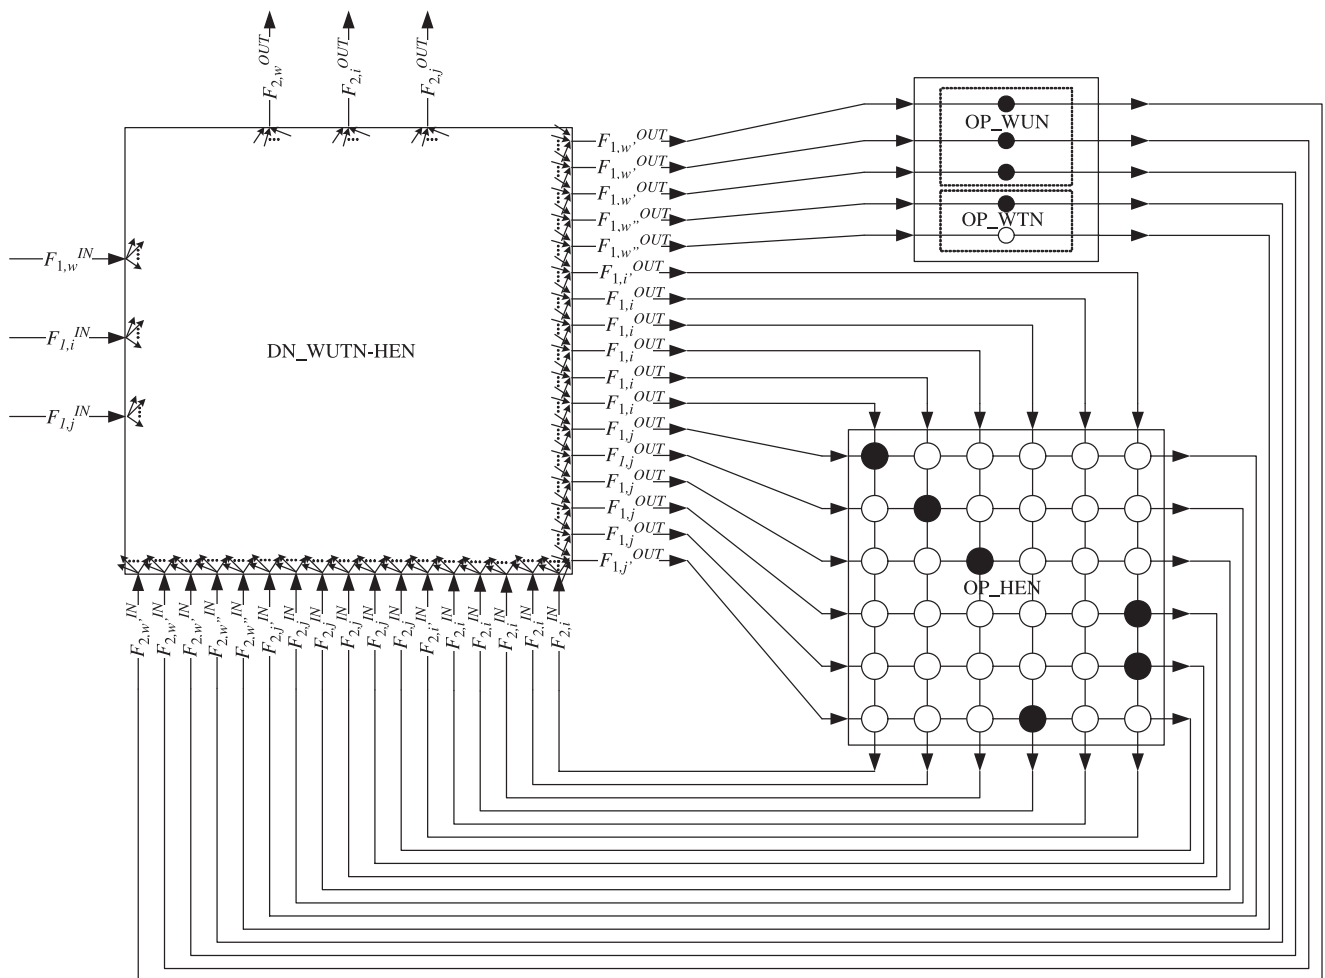 F₂,w^OUT
F₂,i^OUT
F₂,j^OUT
F₁,w^IN
F₁,i^IN
F₁,j^IN
DN_WUTN-HEN
F₁,w'^OUT
F₁,w'^OUT
F₁,w'^OUT
F₁,w''^OUT
F₁,w''^OUT
F₁,i'^OUT
F₁,i^OUT
F₁,i^OUT
F₁,i^OUT
F₁,i^OUT
F₁,i^OUT
F₁,j^OUT
F₁,j^OUT
F₁,j^OUT
F₁,j^OUT
F₁,j^OUT
F₁,j'^OUT
OP_WUN
OP_WTN
OP_HEN
F₂,w'^IN
F₂,w'^IN
F₂,w'^IN
F₂,w''^IN
F₂,w''^IN
F₂,j'^IN
F₂,j^IN
F₂,j^IN
F₂,j^IN
F₂,j^IN
F₂,j^IN
F₂,i^IN
F₂,i^IN
F₂,i^IN
F₂,i^IN
F₂,i^IN
F₂,i^IN